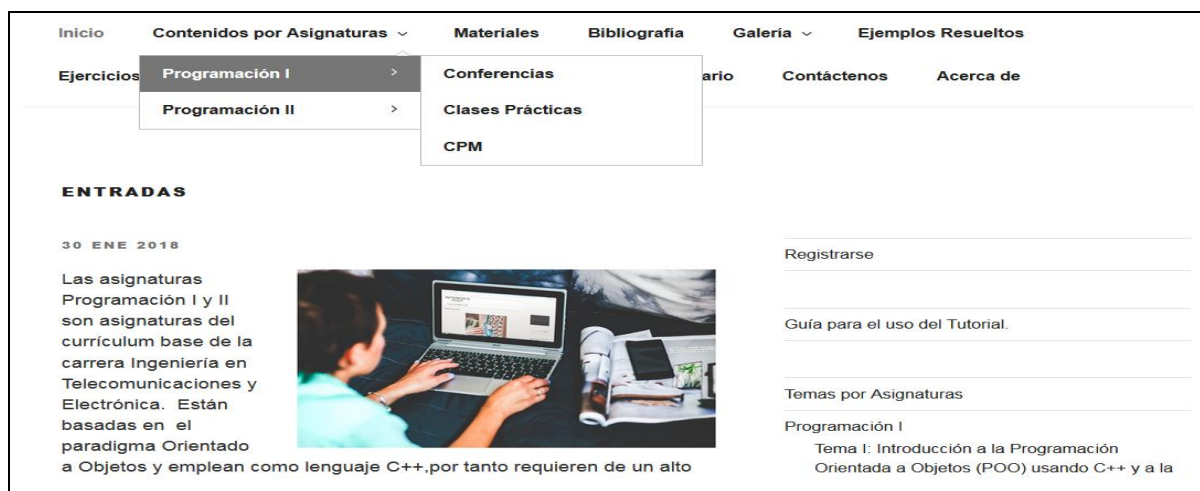 Inicio Contenidos por Asignaturas Materiales Bibliografía Galería Ejemplos Resueltos
Ejercicios ario Contáctenos Acerca de
Programación I
Programación II
Conferencias
Clases Prácticas
CPM
ENTRADAS
30 ENE 2018
Las asignaturas
Programación I y II
son asignaturas del
currículum base de la
carrera Ingeniería en
Telecomunicaciones y
Electrónica. Están
basadas en el
paradigma Orientado
a Objetos y emplean como lenguaje C++,por tanto requieren de un alto
Registrarse
Guía para el uso del Tutorial.
Temas por Asignaturas
Programación I
Tema I: Introducción a la Programación
Orientada a Objetos (POO) usando C++ y a la